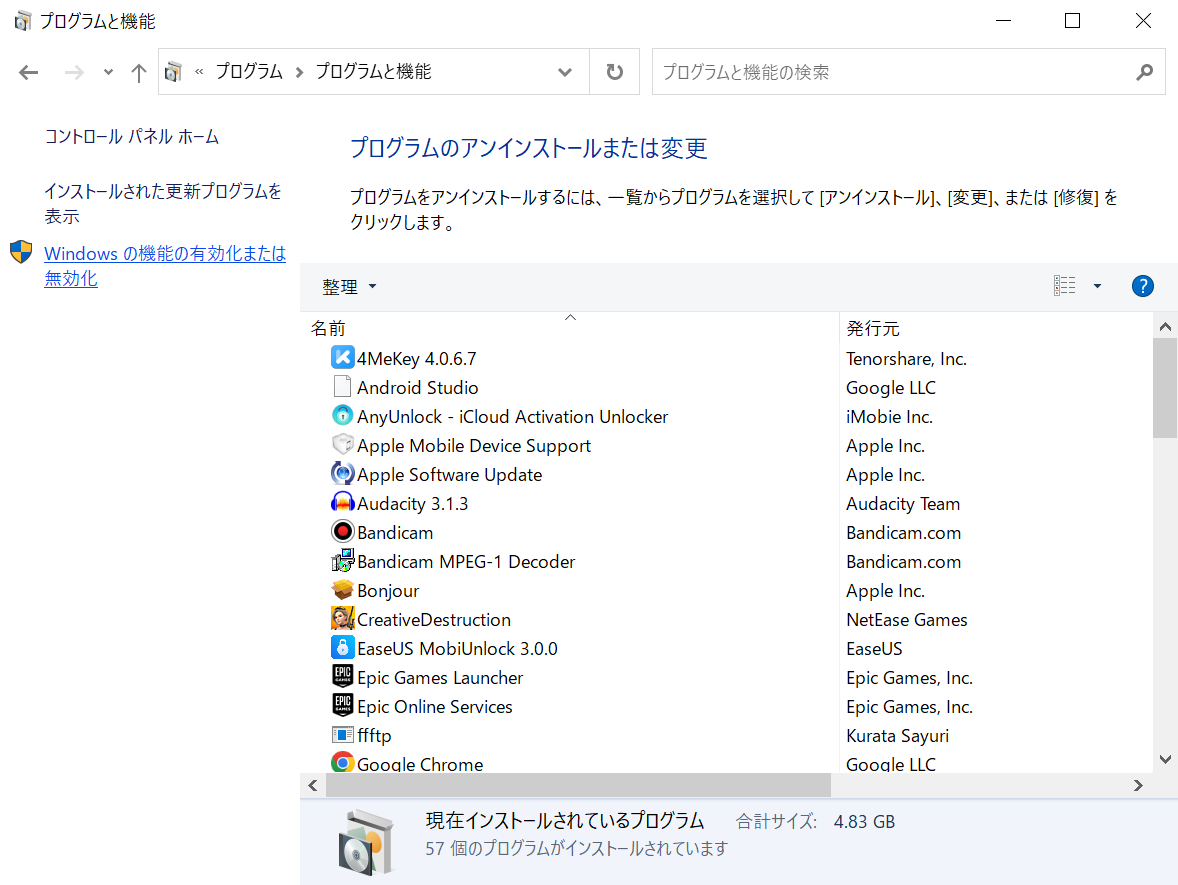 プログラムと機能
« プログラム › プログラムと機能
プログラムと機能の検索
コントロール パネル ホーム
インストールされた更新プログラムを
表示
Windows の機能の有効化または
無効化
プログラムのアンインストールまたは変更
プログラムをアンインストールするには、一覧からプログラムを選択して [アンインストール]、[変更]、または [修復] を
クリックします。
整理
?
名前 発行元
4MeKey 4.0.6.7 Tenorshare, Inc.
Android Studio Google LLC
AnyUnlock - iCloud Activation Unlocker iMobie Inc.
Apple Mobile Device Support Apple Inc.
Apple Software Update Apple Inc.
Audacity 3.1.3 Audacity Team
Bandicam Bandicam.com
Bandicam MPEG-1 Decoder Bandicam.com
Bonjour Apple Inc.
CreativeDestruction NetEase Games
EaseUS MobiUnlock 3.0.0 EaseUS
EPIC GAMES Epic Games Launcher Epic Games, Inc.
EPIC GAMES Epic Online Services Epic Games, Inc.
ffftp Kurata Sayuri
Google Chrome Google LLC
現在インストールされているプログラム 合計サイズ: 4.83 GB
57 個のプログラムがインストールされています